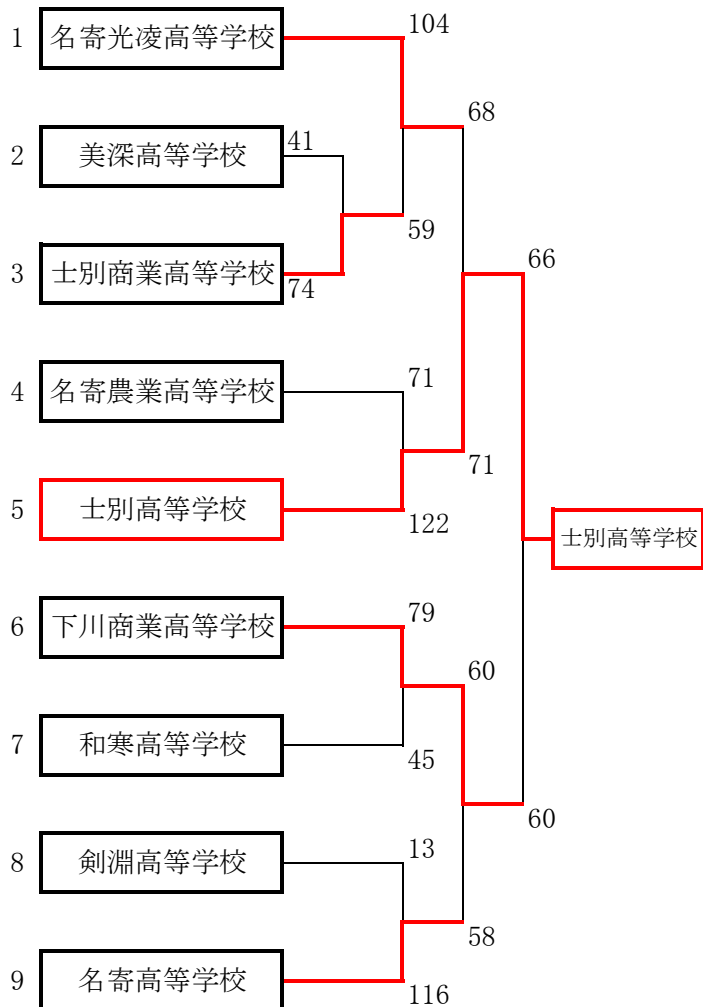 1 名寄光凌高等学校 104
68
2 美深高等学校 41
59
3 士別商業高等学校 74
66
4 名寄農業高等学校 71
71
5 士別高等学校 122
士別高等学校
6 下川商業高等学校 79
60
7 和寒高等学校 45
60
8 剣淵高等学校 13
58
9 名寄高等学校 116